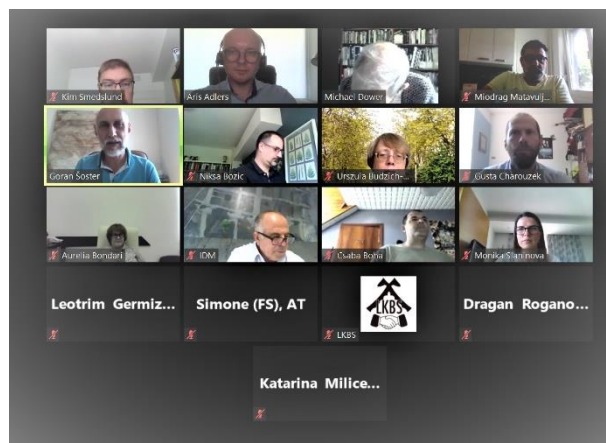 Kim Smedslund
Aris Adlers
Michael Dower
Miodrag Matavulj...
Goran Šoster
Niksa Bozic
Urszula Budzich-...
Gusta Charouzek
Aurelia Bondari
IDM
Csaba Bona
Monika Slaninova
Leotrim Germiz...
Simone (FS), AT
LKBS
LKBS
Dragan Rogano...
Katarina Milice...